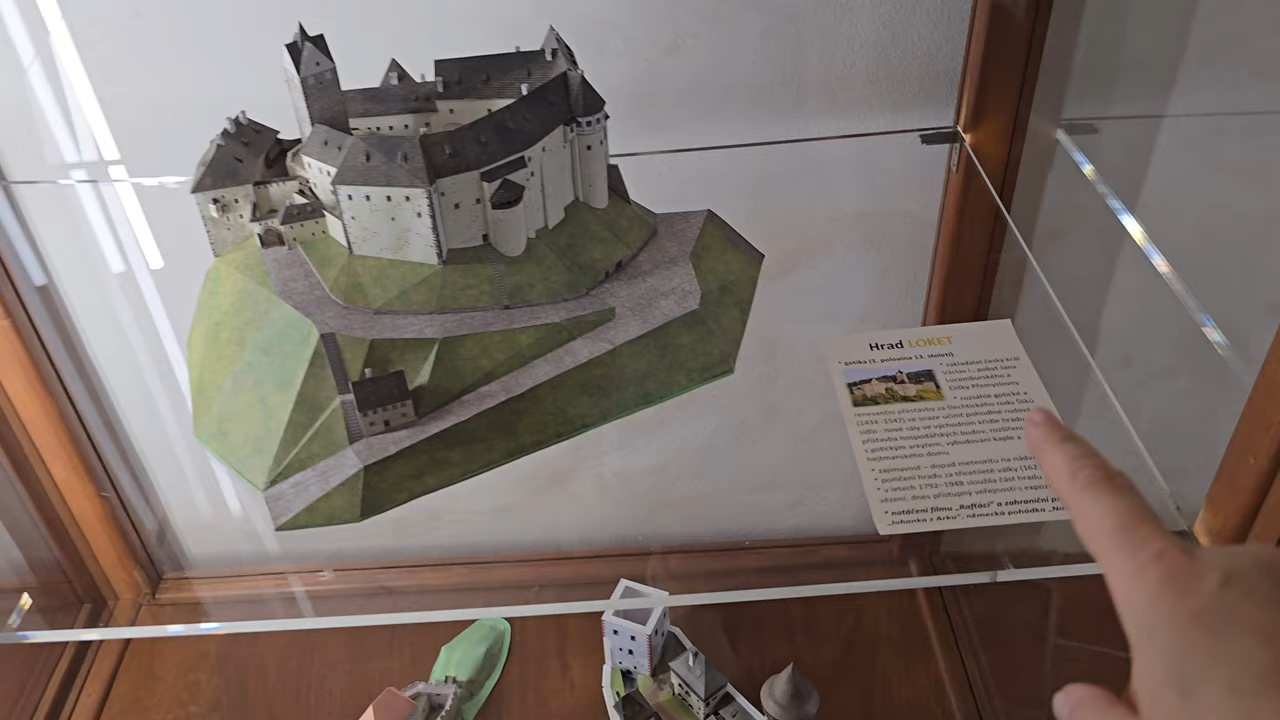 Hrad LOKET
* gotika (1. polovina 13. století)
* zakladatel český král
Václav I., pobyt Jana
Lucemburského a
Elišky Přemyslovny
* rozsáhlé gotické a
renesanční přestavby za šlechtického rodu Šliků
(1434 -1547) ve snaze učinit pohodlné rodové
sídlo - nové sály ve východním křídle hradu
přístavba hospodářských budov, rozšíření
s gotickým arkýřem, vybudování kaple a
hejtmanského domu
* zajímavost – dopad meteoritu na nádv
* poničení hradu za třicetileté války (162
* v letech 1792–1948 sloužila část hradu
vězení, dnes přístupný veřejnosti s expoz
* natáčení filmu „Rafťáci" a zahraniční p
„Johanka z Arku", německá pohádka „No